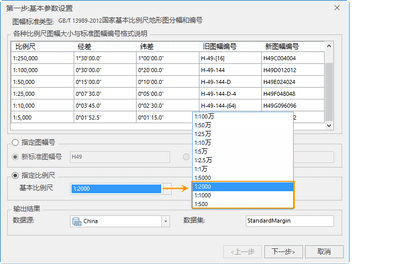 第一步:基本参数设置
图幅标准类型: GB/T 13989-2012国家基本比例尺地形图分幅和编号
各种比例尺图幅大小与标准图幅编号格式说明
比例尺 经差 纬差 旧图幅编号 新图幅编号
1:250,000 1°30'00.0' 1°00'00.0' H-49-[16] H49C004004
1:100,000 0°30'00.0' 0°20'00.0' H-49-144 H49D012012
1:50,000 0°15'00.0' 0°10'00.0' H-49-144-D H49E024024
1:25,000 0°07'30.0' 0°05'00.0' H-49-144-D-4 H49F048048
1:10,000 0°03'45.0' 0°02'30.0' H-49-144-(64) H49G096096
1:5,000 0°01'52.5' 0°01'15.0'
1:100万
1:50万
1:25万
1:10万
1:5万
1:2.5万
1:1万
1:5000
1:2000
1:1000
1:500
指定图幅号
新标准图幅号 H49
指定比例尺
基本比例尺 1:2000
输出结果
数据源: China 数据集: StandardMargin
<上一步 下一步> 取消